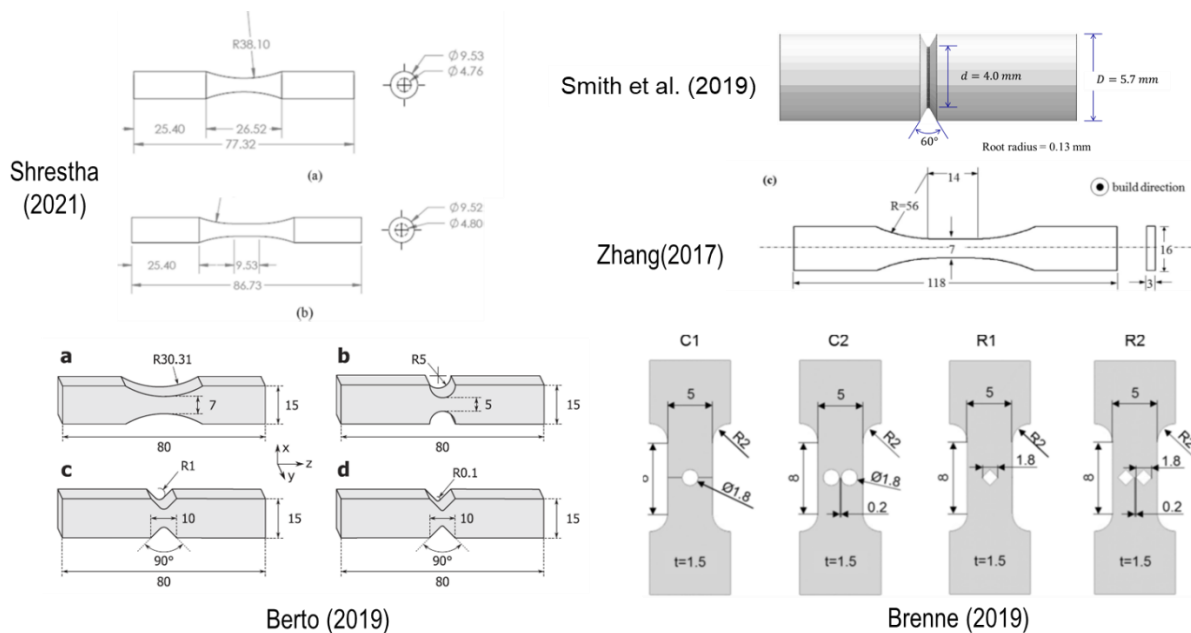 R38.10
Ø9.53
Ø4.76
25.40
26.52
77.32
(a)
Shrestha
(2021)
Ø9.52
Ø4.80
25.40
9.53
86.73
(b)
Smith et al. (2019)
d = 4.0 mm
D = 5.7 mm
60°
Root radius = 0.13 mm
(c)
14
build direction
R=56
Zhang(2017)
7
16
118
3
a
R30.31
7
15
80
b
R5
5
15
80
x
z
y
c
R1
10
15
90°
80
d
R0.1
10
15
90°
80
Berto (2019)
C1
5
R2
Ø1.8
t=1.5
C2
5
R2
8
Ø1.8
0.2
t=1.5
R1
5
R2
8
1.8
t=1.5
R2
5
R2
8
1.8
0.2
t=1.5
Brenne (2019)